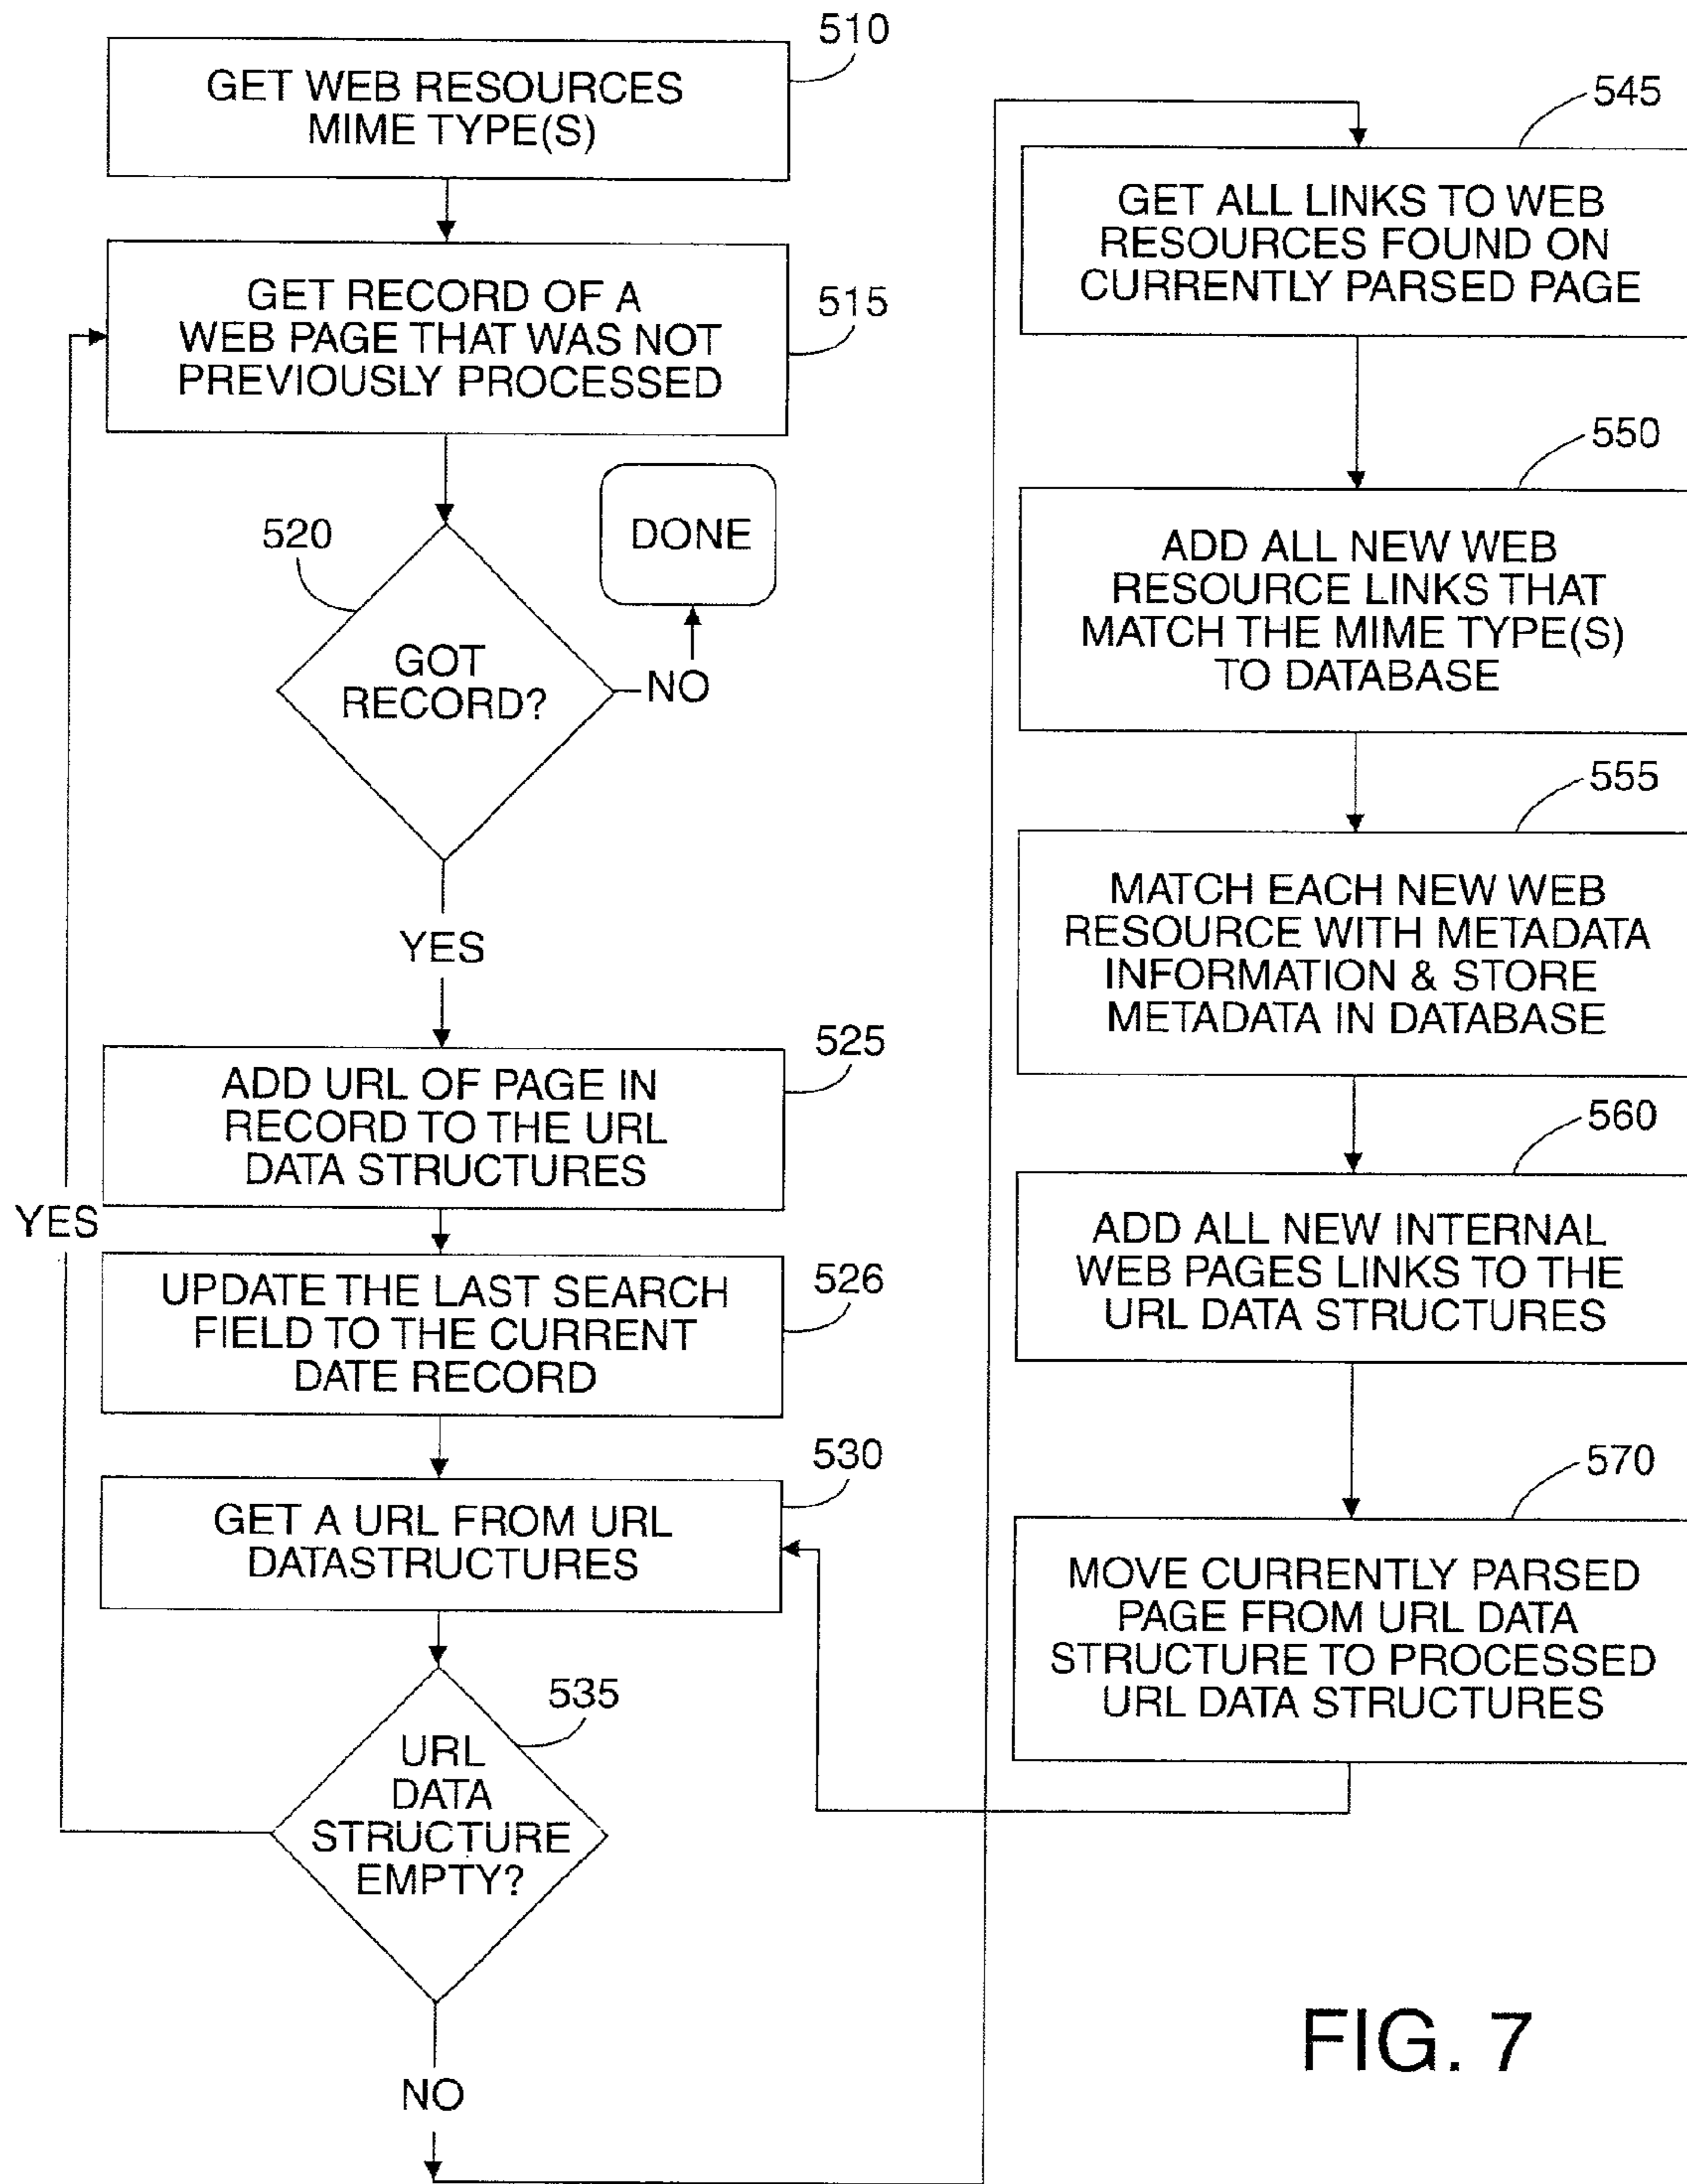 510
GET WEB RESOURCES
MIME TYPE(S)
515
GET RECORD OF A
WEB PAGE THAT WAS NOT
PREVIOUSLY PROCESSED
520
GOT
RECORD?
NO
DONE
YES
525
ADD URL OF PAGE IN
RECORD TO THE URL
DATA STRUCTURES
526
UPDATE THE LAST SEARCH
FIELD TO THE CURRENT
DATE RECORD
530
GET A URL FROM URL
DATASTRUCTURES
535
URL
DATA
STRUCTURE
EMPTY?
YES
NO
545
GET ALL LINKS TO WEB
RESOURCES FOUND ON
CURRENTLY PARSED PAGE
550
ADD ALL NEW WEB
RESOURCE LINKS THAT
MATCH THE MIME TYPE(S)
TO DATABASE
555
MATCH EACH NEW WEB
RESOURCE WITH METADATA
INFORMATION & STORE
METADATA IN DATABASE
560
ADD ALL NEW INTERNAL
WEB PAGES LINKS TO THE
URL DATA STRUCTURES
570
MOVE CURRENTLY PARSED
PAGE FROM URL DATA
STRUCTURE TO PROCESSED
URL DATA STRUCTURES
FIG. 7